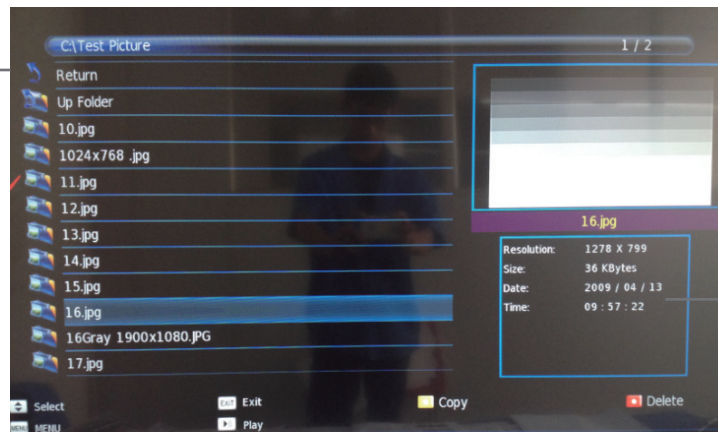 C:\Test Picture 1 / 2
Return
Up Folder
10.jpg
1024x768 .jpg
11.jpg
12.jpg
13.jpg
14.jpg
15.jpg
16.jpg
16Gray 1900x1080.JPG
17.jpg
16.jpg
Resolution: 1278 X 799
Size: 36 KBytes
Date: 2009 / 04 / 13
Time: 09 : 57 : 22
Select EXIT Exit Copy Delete
MENU MENU Play